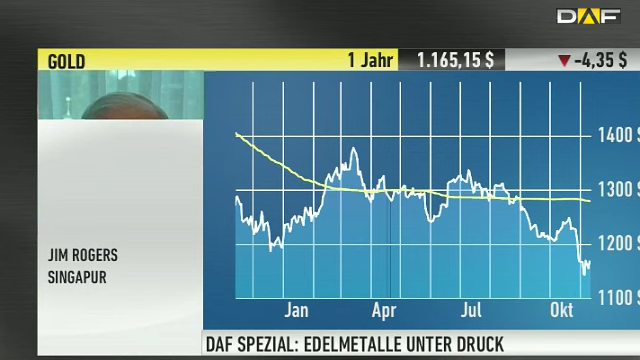 DAF
GOLD 1 Jahr 1.165,15 $ -4,35 $
1400 $
1300 $
1200 $
1100 $
JIM ROGERS
SINGAPUR
Jan Apr Jul Okt
DAF SPEZIAL: EDELMETALLE UNTER DRUCK